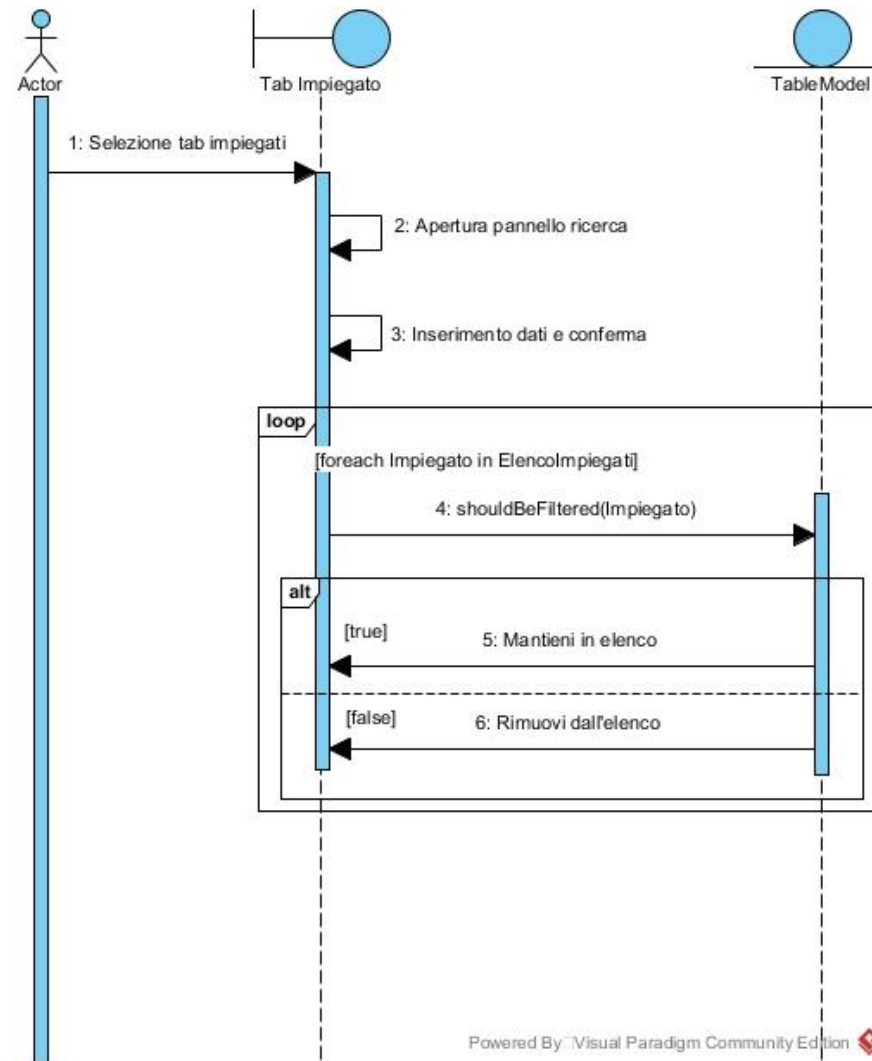 Actor
Tab Impiegato
TableModel
1: Selezione tab impiegati
2: Apertura pannello ricerca
3: Inserimento dati e conferma
loop
[foreach Impiegato in ElencoImpiegati]
4: shouldBeFiltered(Impiegato)
alt
[true]
5: Mantieni in elenco
[false]
6: Rimuovi dall'elenco
Powered By Visual Paradigm Community Edition